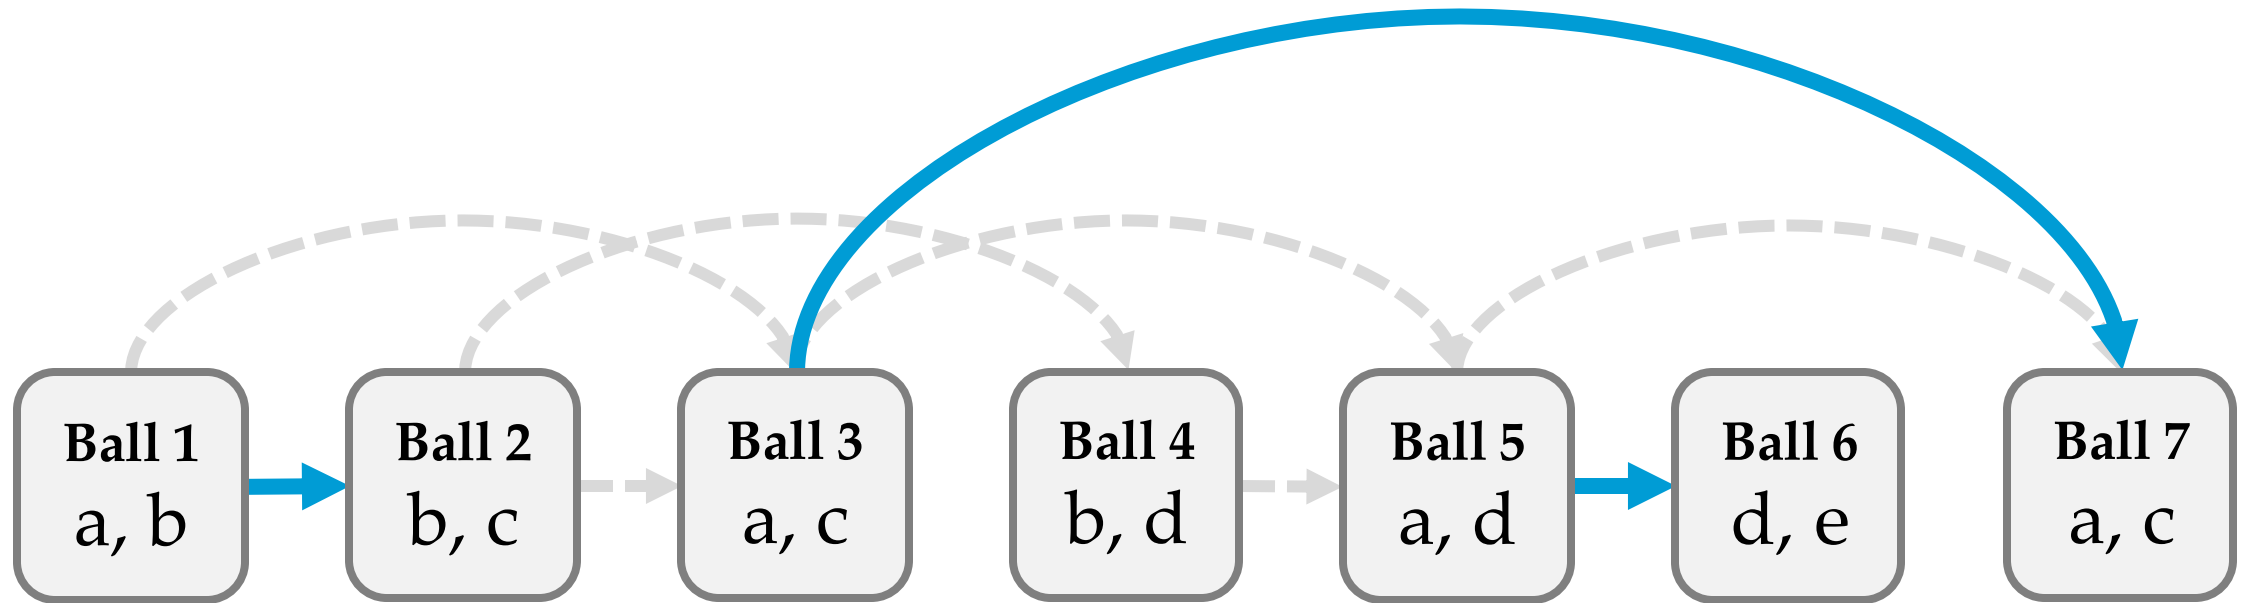 Ball 1
a, b
Ball 2
b, c
Ball 3
a, c
Ball 4
b, d
Ball 5
a, d
Ball 6
d, e
Ball 7
a, c